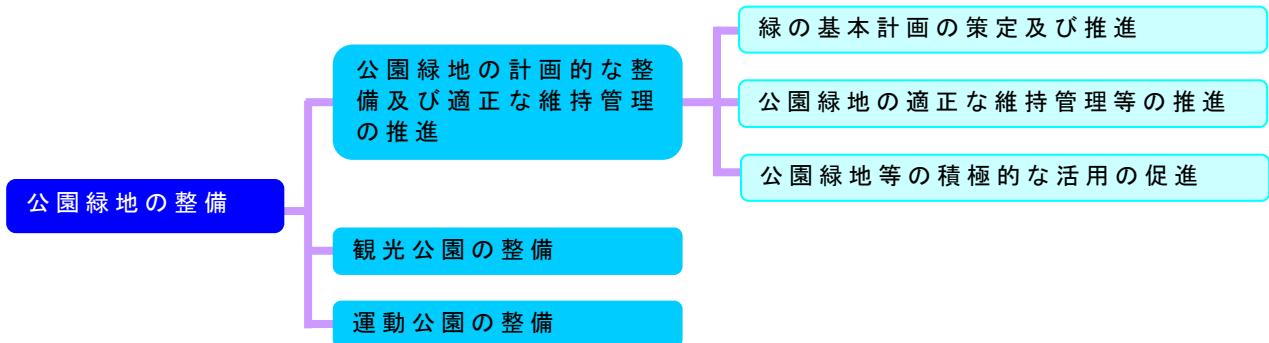 公園緑地の整備
公園緑地の計画的な整
備及び適正な維持管理
の推進
緑の基本計画の策定及び推進
公園緑地の適正な維持管理等の推進
公園緑地等の積極的な活用の促進
観光公園の整備
運動公園の整備